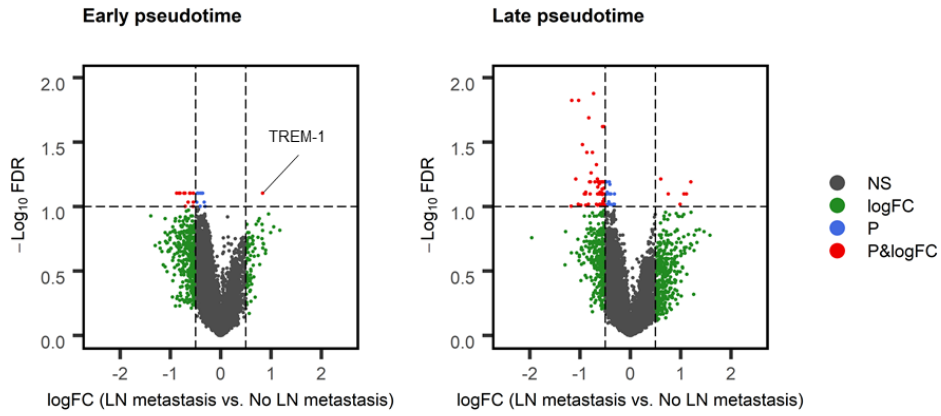 Early pseudotime
Late pseudotime
2.0
1.5
1.0
0.5
0.0
−Log10 FDR
TREM-1
-2
-1
0
1
2
logFC (LN metastasis vs. No LN metastasis)
2.0
1.5
1.0
0.5
0.0
−Log10 FDR
-2
-1
0
1
2
logFC (LN metastasis vs. No LN metastasis)
NS
logFC
P
P&logFC